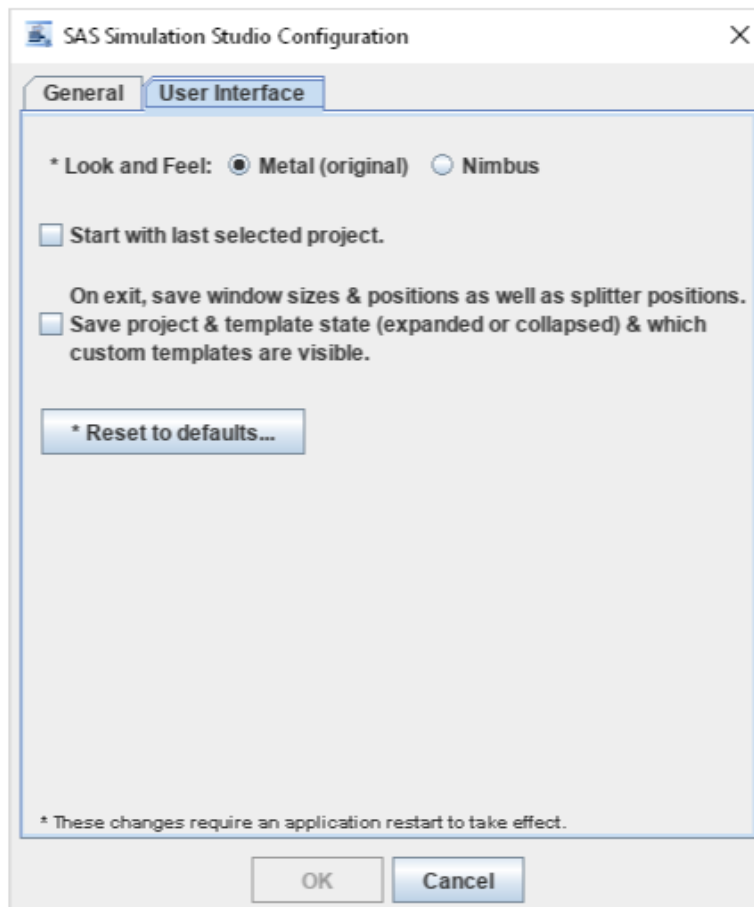 SAS Simulation Studio Configuration
General User Interface
* Look and Feel: Metal (original) Nimbus
Start with last selected project.
On exit, save window sizes & positions as well as splitter positions.
Save project & template state (expanded or collapsed) & which
custom templates are visible.
* Reset to defaults...
* These changes require an application restart to take effect.
OK Cancel